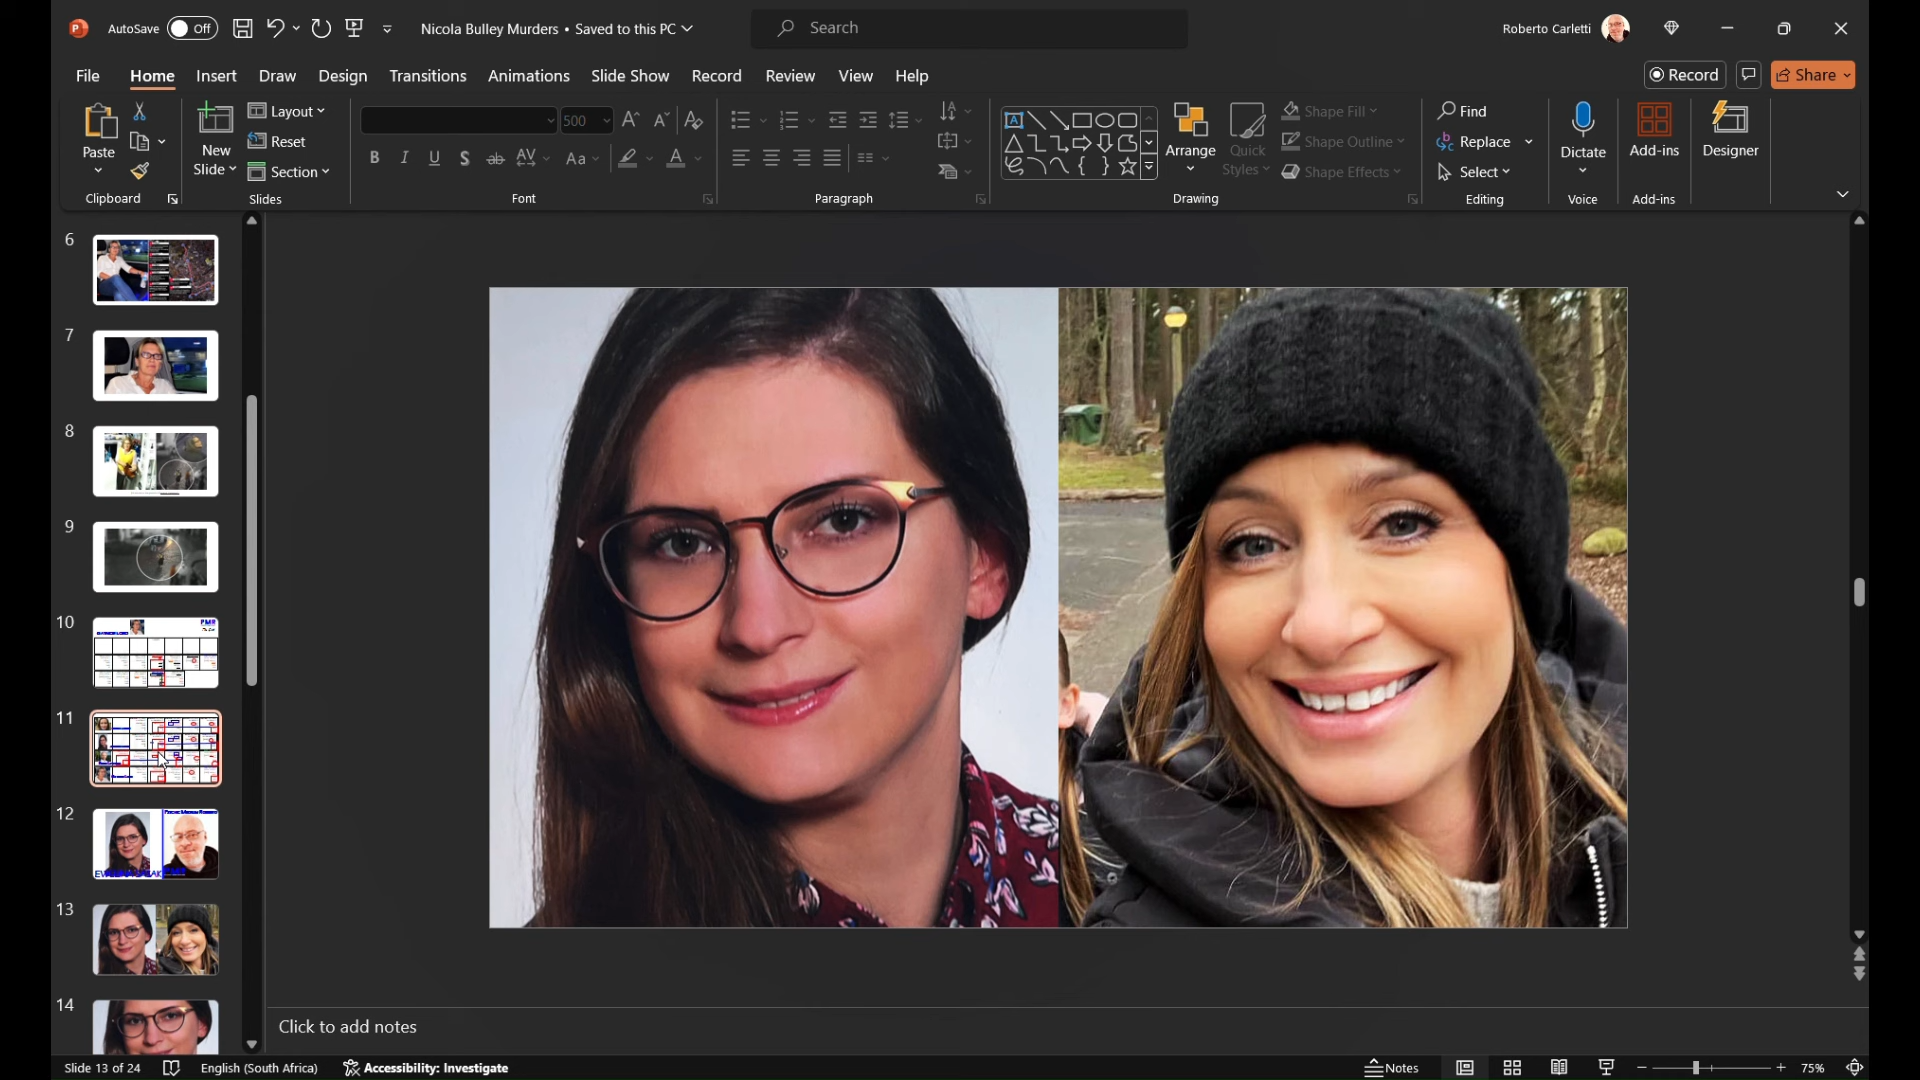 AutoSave Off Nicola Bulley Murders • Saved to this PC Search Roberto Carletti
File Home Insert Draw Design Transitions Animations Slide Show Record Review View Help Record Share
Paste
New Slide
Layout
Reset
Section
500
B I U S ab AV Aa A
Arrange
Quick Styles
Shape Fill
Shape Outline
Shape Effects
Find
Replace
Select
Dictate
Add-ins
Designer
Clipboard Slides Font Paragraph Drawing Editing Voice Add-ins
6
7
8
9
10
11
12
13
14
Click to add notes
Slide 13 of 24 English (South Africa) Accessibility: Investigate Notes 75%